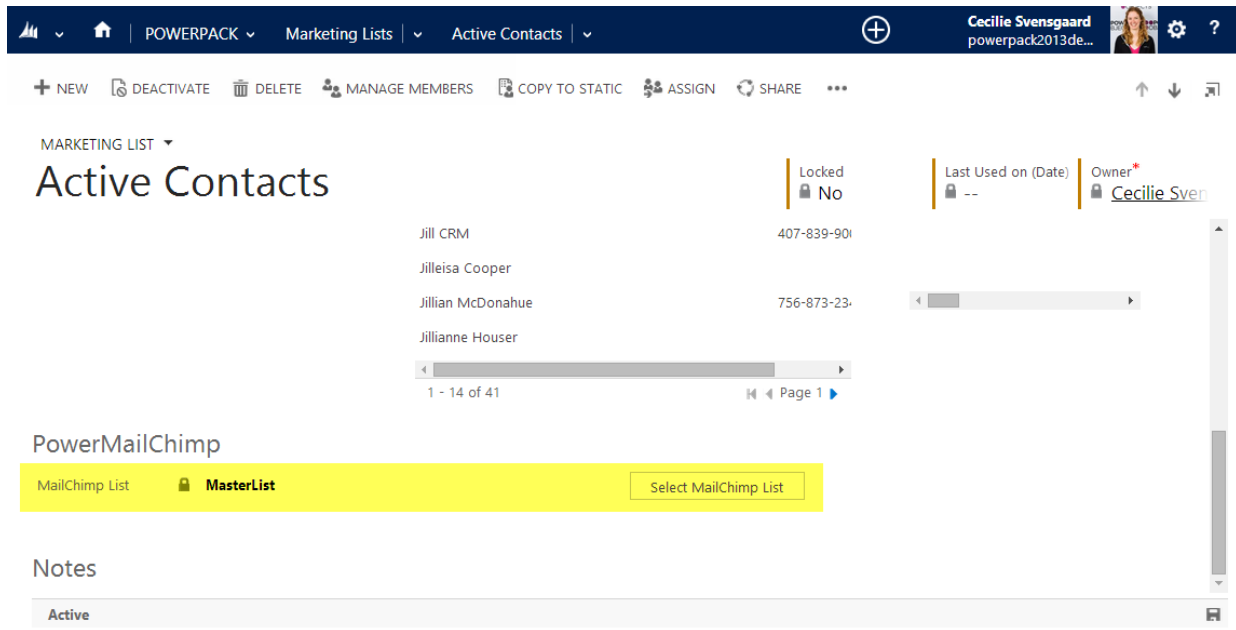 POWERPACK Marketing Lists Active Contacts Cecilie Svensgaard
powerpack2013de... ?
NEW DEACTIVATE DELETE MANAGE MEMBERS COPY TO STATIC ASSIGN SHARE •••
MARKETING LIST
Active Contacts
Locked
No
Last Used on (Date)
--
Owner*
Cecilie Sven
Jill CRM 407-839-900
Jilleisa Cooper
Jillian McDonahue 756-873-234
Jillianne Houser
1 - 14 of 41 Page 1
PowerMailChimp
MailChimp List MasterList Select MailChimp List
Notes
Active